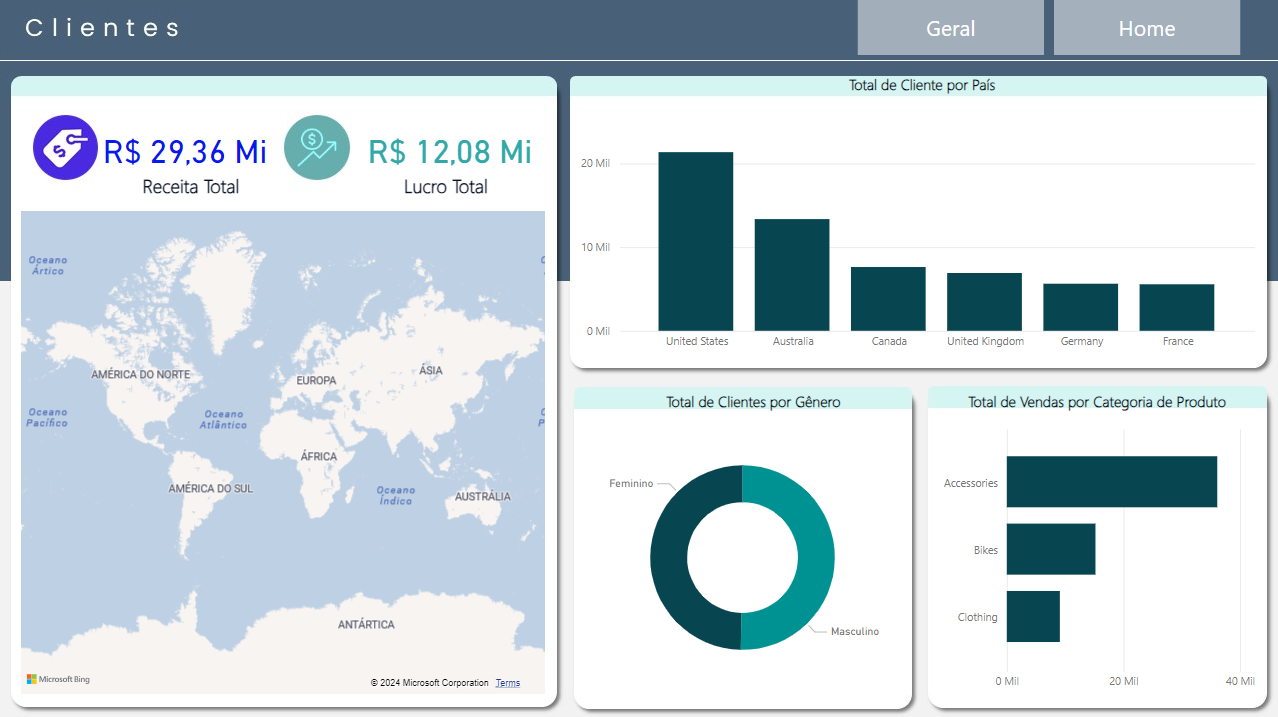 Clientes
Geral
Home
R$ 29,36 Mi
Receita Total
R$ 12,08 Mi
Lucro Total
Oceano
Ártico
AMÉRICA DO NORTE
EUROPA
ÁSIA
Oceano
Pacífico
Oceano
Atlântico
ÁFRICA
AMÉRICA DO SUL
Oceano
Índico
AUSTRÁLIA
ANTÁRTICA
Microsoft Bing
© 2024 Microsoft Corporation Terms
Total de Cliente por País
20 Mil
10 Mil
0 Mil
United States
Australia
Canada
United Kingdom
Germany
France
Total de Clientes por Gênero
Feminino
Masculino
Total de Vendas por Categoria de Produto
Accessories
Bikes
Clothing
0 Mil
20 Mil
40 Mil